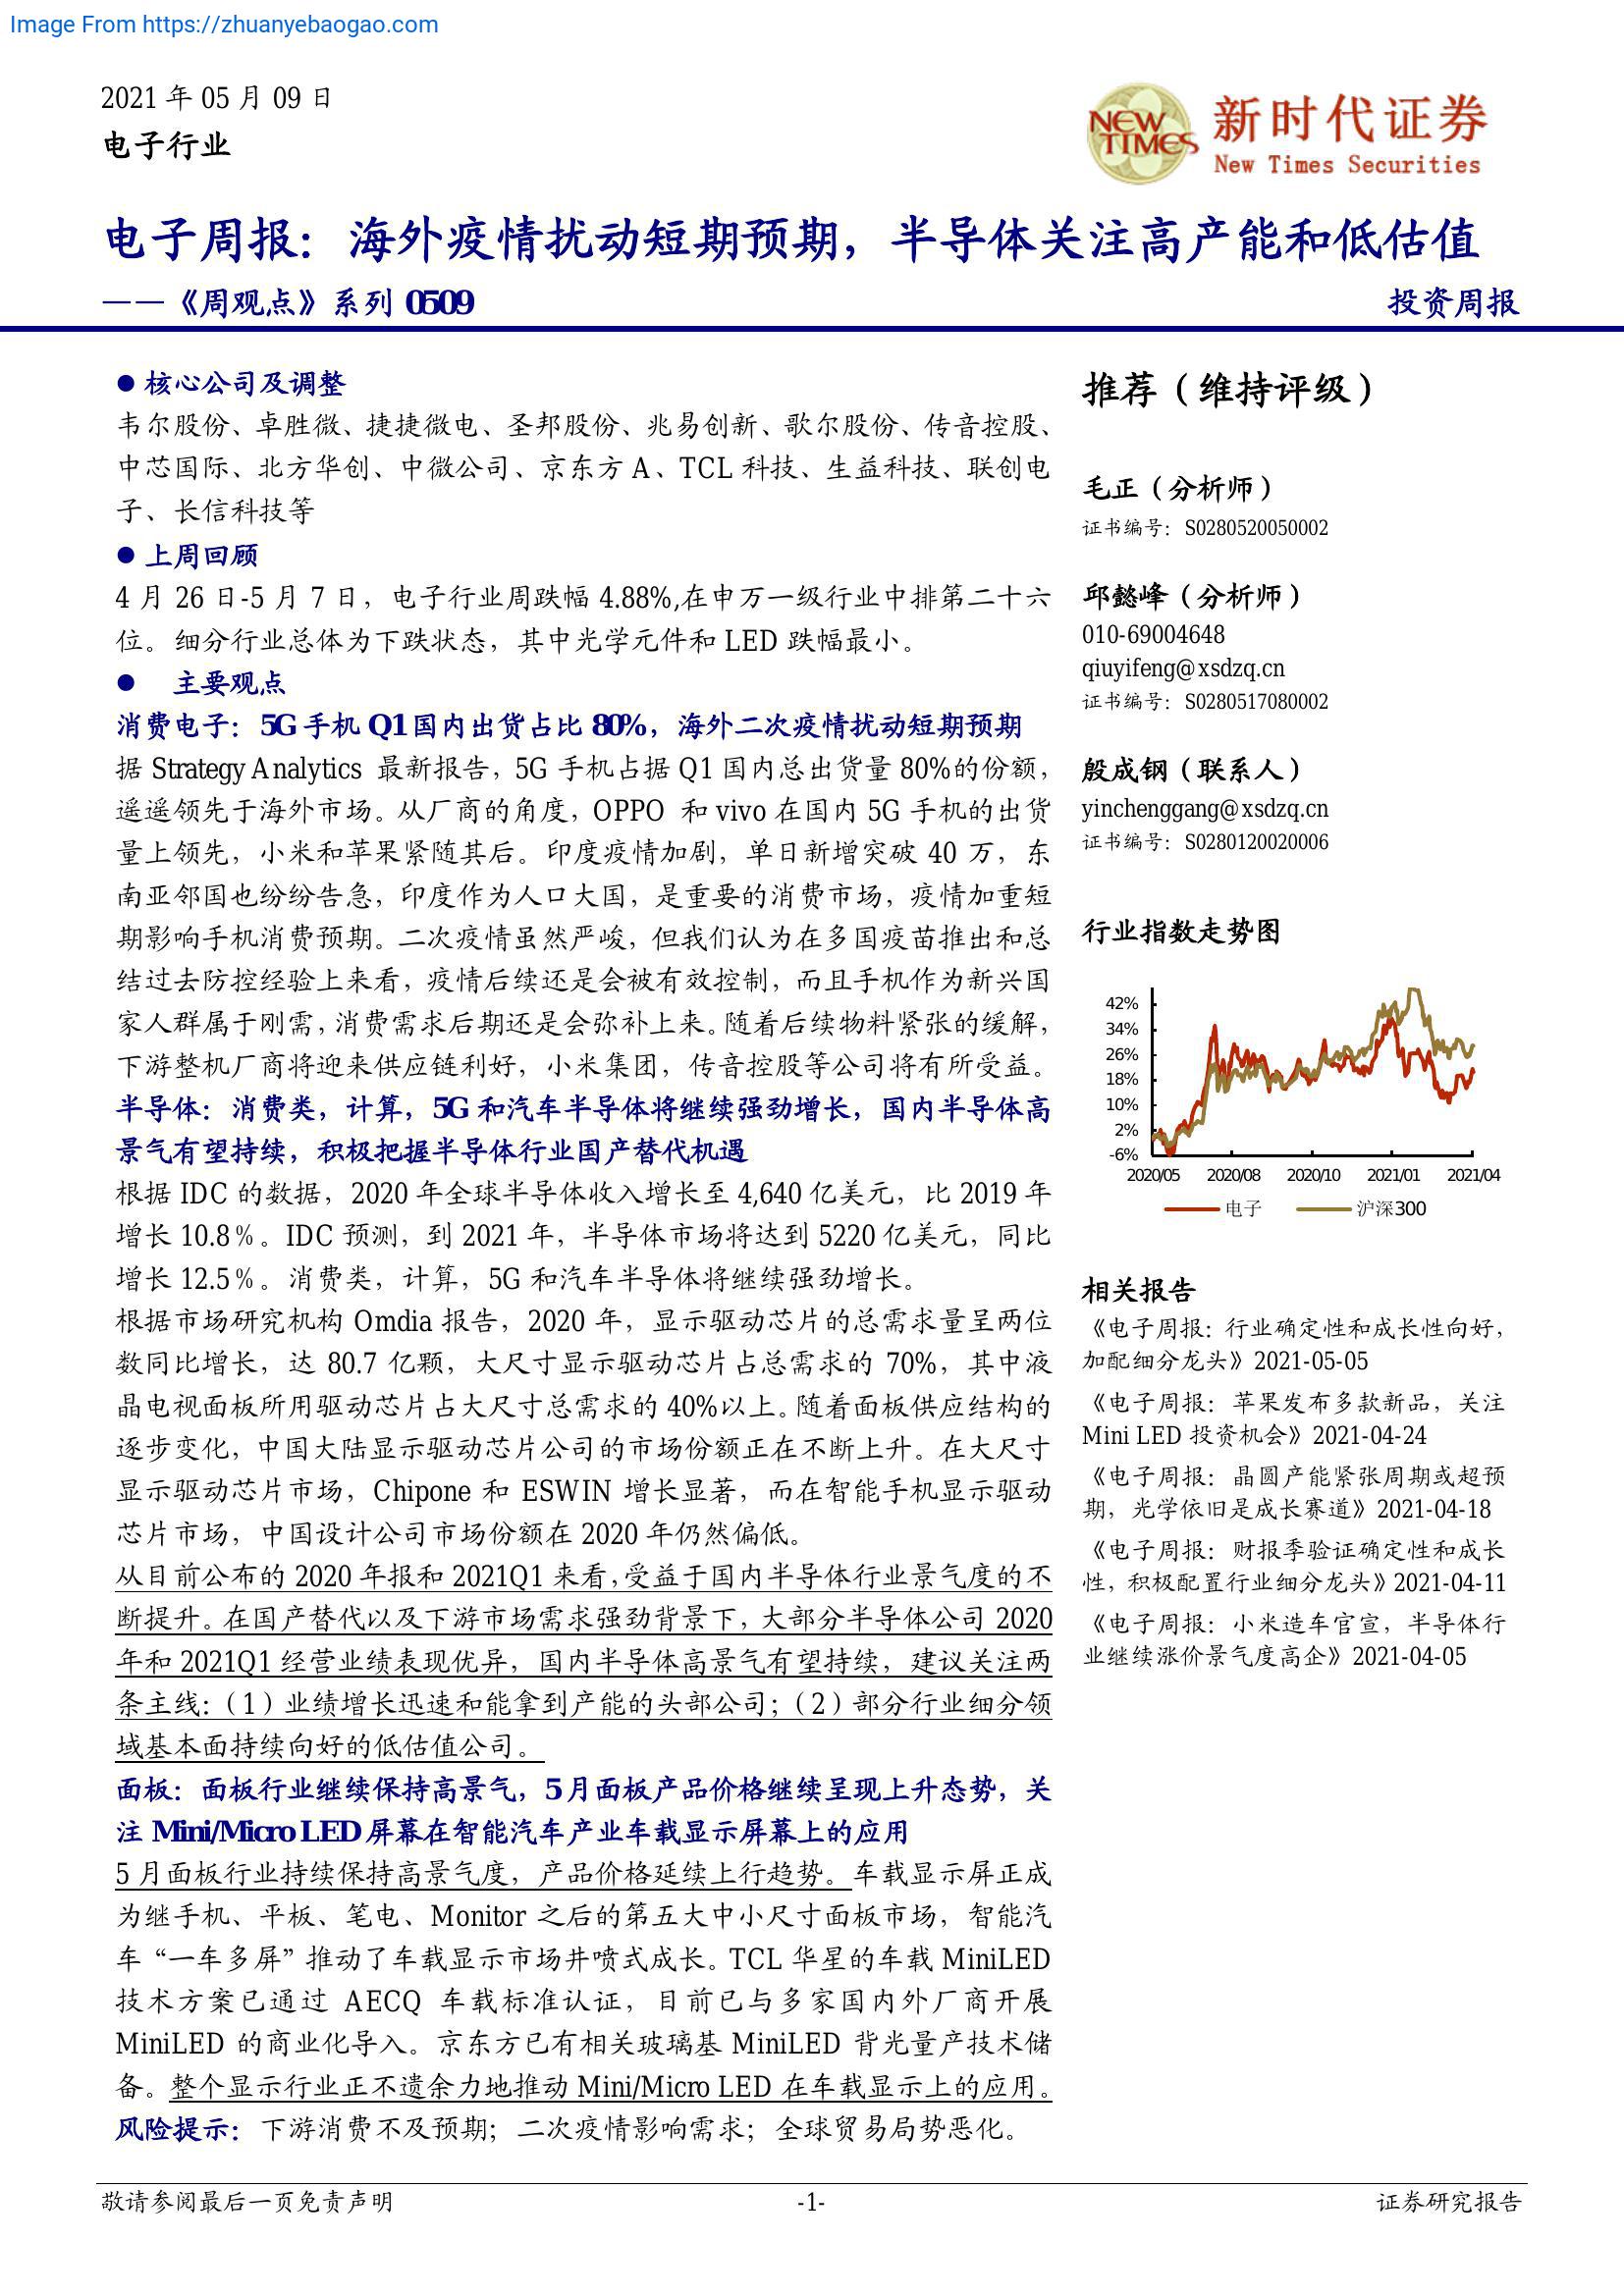 Image From https://zhuanyebaogao.com
2021 年 05 月 09 日
电子行业
NEW TIMES
新时代证券
New Times Securities
电子周报：海外疫情扰动短期预期，半导体关注高产能和低估值
——《周观点》系列 0509
投资周报
● 核心公司及调整
韦尔股份、卓胜微、捷捷微电、圣邦股份、兆易创新、歌尔股份、传音控股、
中芯国际、北方华创、中微公司、京东方 A、TCL 科技、生益科技、联创电
子、长信科技等
● 上周回顾
4 月 26 日-5 月 7 日，电子行业周跌幅 4.88%,在申万一级行业中排第二十六
位。细分行业总体为下跌状态，其中光学元件和 LED 跌幅最小。
● 主要观点
消费电子：5G 手机 Q1 国内出货占比 80%，海外二次疫情扰动短期预期
据 Strategy Analytics 最新报告，5G 手机占据 Q1 国内总出货量 80%的份额，
遥遥领先于海外市场。从厂商的角度，OPPO 和 vivo 在国内 5G 手机的出货
量上领先，小米和苹果紧随其后。印度疫情加剧，单日新增突破 40 万，东
南亚邻国也纷纷告急，印度作为人口大国，是重要的消费市场，疫情加重短
期影响手机消费预期。二次疫情虽然严峻，但我们认为在多国疫苗推出和总
结过去防控经验上来看，疫情后续还是会被有效控制，而且手机作为新兴国
家人群属于刚需，消费需求后期还是会弥补上来。随着后续物料紧张的缓解，
下游整机厂商将迎来供应链利好，小米集团，传音控股等公司将有所受益。
半导体：消费类，计算，5G 和汽车半导体将继续强劲增长，国内半导体高
景气有望持续，积极把握半导体行业国产替代机遇
根据 IDC 的数据，2020 年全球半导体收入增长至 4,640 亿美元，比 2019 年
增长 10.8％。IDC 预测，到 2021 年，半导体市场将达到 5220 亿美元，同比
增长 12.5％。消费类，计算，5G 和汽车半导体将继续强劲增长。
根据市场研究机构 Omdia 报告，2020 年，显示驱动芯片的总需求量呈两位
数同比增长，达 80.7 亿颗，大尺寸显示驱动芯片占总需求的 70%，其中液
晶电视面板所用驱动芯片占大尺寸总需求的 40%以上。随着面板供应结构的
逐步变化，中国大陆显示驱动芯片公司的市场份额正在不断上升。在大尺寸
显示驱动芯片市场，Chipone 和 ESWIN 增长显著，而在智能手机显示驱动
芯片市场，中国设计公司市场份额在 2020 年仍然偏低。
从目前公布的 2020 年报和 2021Q1 来看，受益于国内半导体行业景气度的不
断提升。在国产替代以及下游市场需求强劲背景下，大部分半导体公司 2020
年和 2021Q1 经营业绩表现优异，国内半导体高景气有望持续，建议关注两
条主线：（1）业绩增长迅速和能拿到产能的头部公司；（2）部分行业细分领
域基本面持续向好的低估值公司。
面板：面板行业继续保持高景气，5 月面板产品价格继续呈现上升态势，关
注 Mini/Micro LED 屏幕在智能汽车产业车载显示屏幕上的应用
5 月面板行业持续保持高景气度，产品价格延续上行趋势。车载显示屏正成
为继手机、平板、笔电、Monitor 之后的第五大中小尺寸面板市场，智能汽
车“一车多屏”推动了车载显示市场井喷式成长。TCL 华星的车载 MiniLED
技术方案已通过 AECQ 车载标准认证，目前已与多家国内外厂商开展
MiniLED 的商业化导入。京东方已有相关玻璃基 MiniLED 背光量产技术储
备。整个显示行业正不遗余力地推动 Mini/Micro LED 在车载显示上的应用。
风险提示：下游消费不及预期；二次疫情影响需求；全球贸易局势恶化。
推荐（维持评级）
毛正（分析师）
证书编号：S0280520050002
邱懿峰（分析师）
010-69004648
qiuyifeng@xsdzq.cn
证书编号：S0280517080002
殷成钢（联系人）
yinchenggang@xsdzq.cn
证书编号：S0280120020006
行业指数走势图
42%
34%
26%
18%
10%
2%
-6%
2020/05 2020/08 2020/10 2021/01 2021/04
电子 沪深300
相关报告
《电子周报：行业确定性和成长性向好，
加配细分龙头》2021-05-05
《电子周报：苹果发布多款新品，关注
Mini LED 投资机会》2021-04-24
《电子周报：晶圆产能紧张周期或超预
期，光学依旧是成长赛道》2021-04-18
《电子周报：财报季验证确定性和成长
性，积极配置行业细分龙头》2021-04-11
《电子周报：小米造车官宣，半导体行
业继续涨价景气度高企》2021-04-05
敬请参阅最后一页免责声明
-1-
证券研究报告